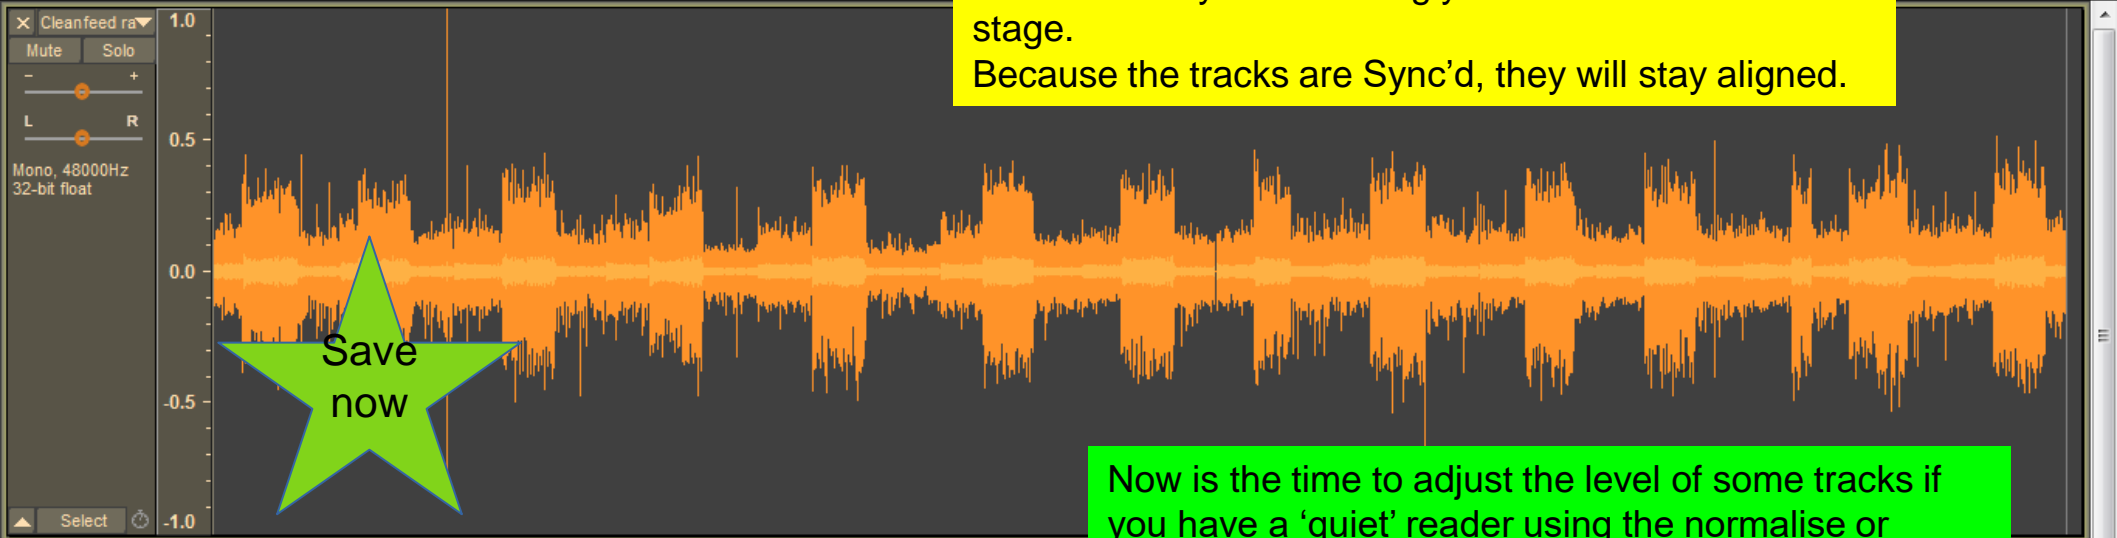 Cleanfeed ra
Mute Solo
- +
L R
Mono, 48000Hz
32-bit float
Select
1.0
0.5
0.0
-0.5
-1.0
stage.
Because the tracks are Sync’d, they will stay aligned.
Save
now
Now is the time to adjust the level of some tracks if
you have a ‘quiet’ reader using the normalise or